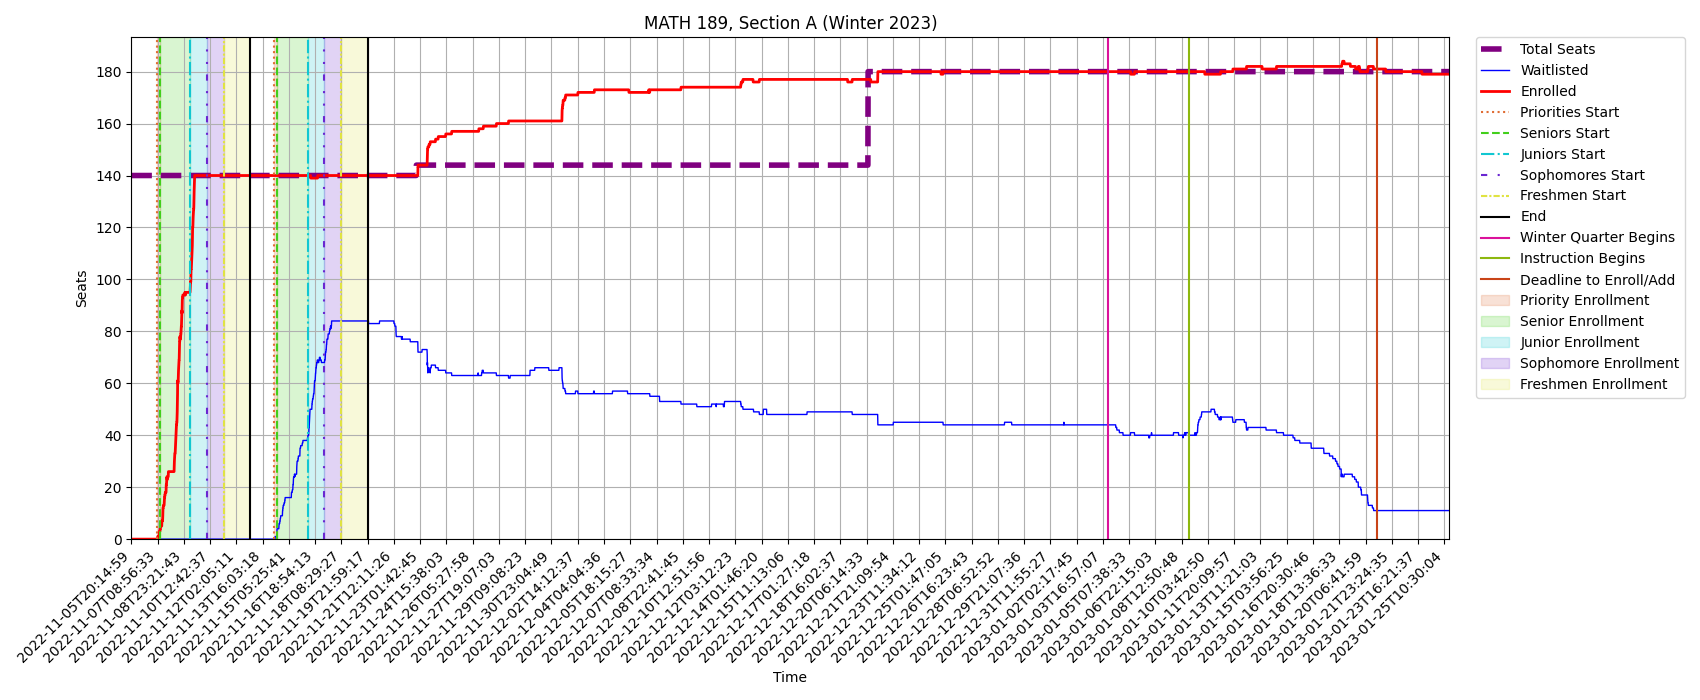 MATH 189, Section A (Winter 2023)
Seats
180
160
140
120
100
80
60
40
20
0
2022-11-05T20:14:59
2022-11-07T08:56:33
2022-11-08T23:21:43
2022-11-10T12:42:37
2022-11-12T02:05:11
2022-11-13T16:03:18
2022-11-15T05:25:41
2022-11-16T18:54:13
2022-11-18T08:29:27
2022-11-19T21:59:17
2022-11-21T12:11:26
2022-11-23T01:42:45
2022-11-24T15:38:03
2022-11-26T05:27:58
2022-11-27T19:07:03
2022-11-29T09:08:23
2022-11-30T23:04:49
2022-12-02T14:12:37
2022-12-04T04:04:36
2022-12-05T18:15:27
2022-12-07T08:33:34
2022-12-08T22:41:45
2022-12-10T12:51:56
2022-12-12T03:12:23
2022-12-14T01:46:20
2022-12-15T11:13:06
2022-12-17T01:27:18
2022-12-18T16:02:37
2022-12-20T06:14:33
2022-12-21T21:09:54
2022-12-23T11:34:12
2022-12-25T01:47:05
2022-12-26T16:23:43
2022-12-28T06:52:52
2022-12-29T21:07:36
2022-12-31T11:55:27
2023-01-02T02:17:45
2023-01-03T16:57:07
2023-01-05T07:38:33
2023-01-06T22:15:03
2023-01-08T12:50:48
2023-01-10T03:42:50
2023-01-11T20:09:57
2023-01-13T11:21:03
2023-01-15T03:56:25
2023-01-16T20:30:46
2023-01-18T13:36:33
2023-01-20T06:41:59
2023-01-21T23:24:35
2023-01-23T16:21:37
2023-01-25T10:30:04
Time
Total Seats
Waitlisted
Enrolled
Priorities Start
Seniors Start
Juniors Start
Sophomores Start
Freshmen Start
End
Winter Quarter Begins
Instruction Begins
Deadline to Enroll/Add
Priority Enrollment
Senior Enrollment
Junior Enrollment
Sophomore Enrollment
Freshmen Enrollment